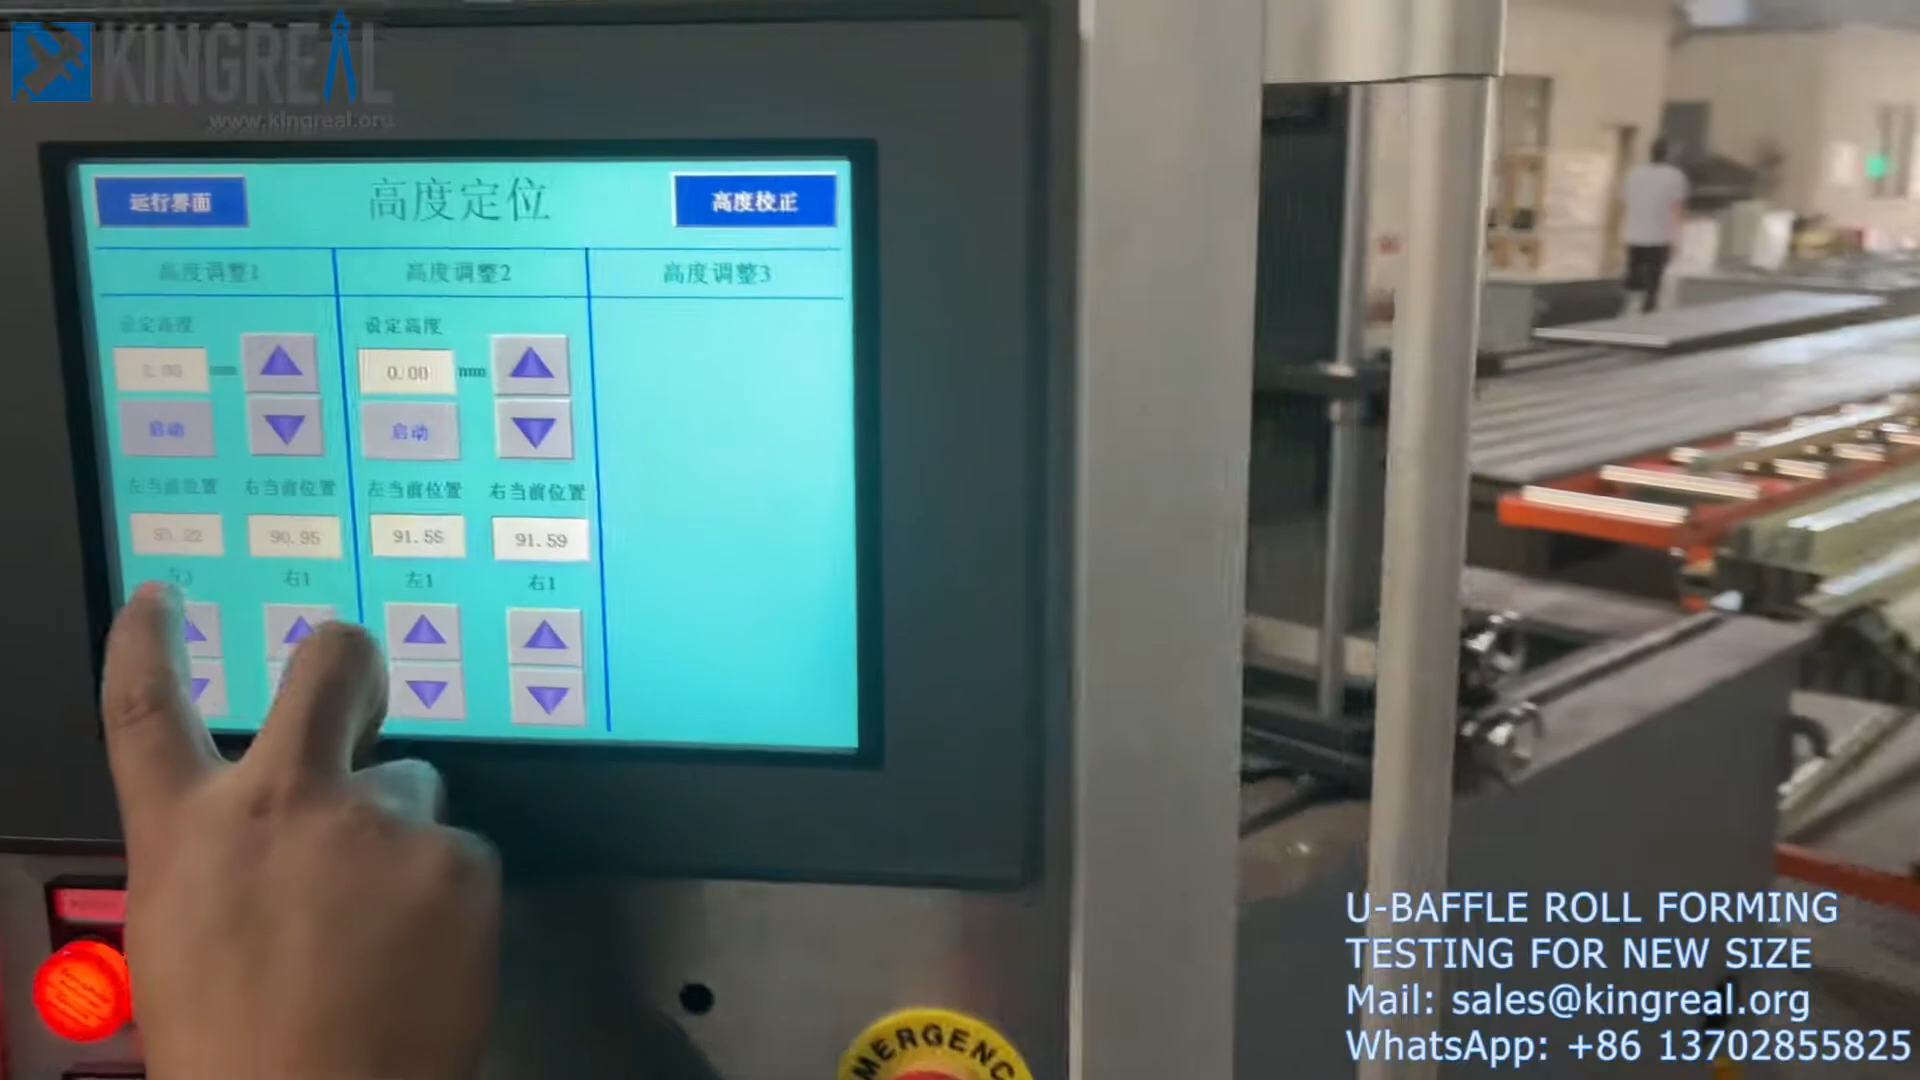 KINGREAL
www.kingreal.org
运行界面
高度定位
高度校正
高度调整1
高度调整2
高度调整3
设定高度
设定高度
0.00
mm
启动
启动
左当前位置
右当前位置
左当前位置
右当前位置
90.95
91.55
91.59
右1
左1
右1
MERGENC
U-BAFFLE ROLL FORMING
TESTING FOR NEW SIZE
Mail: sales@kingreal.org
WhatsApp: +86 13702855825